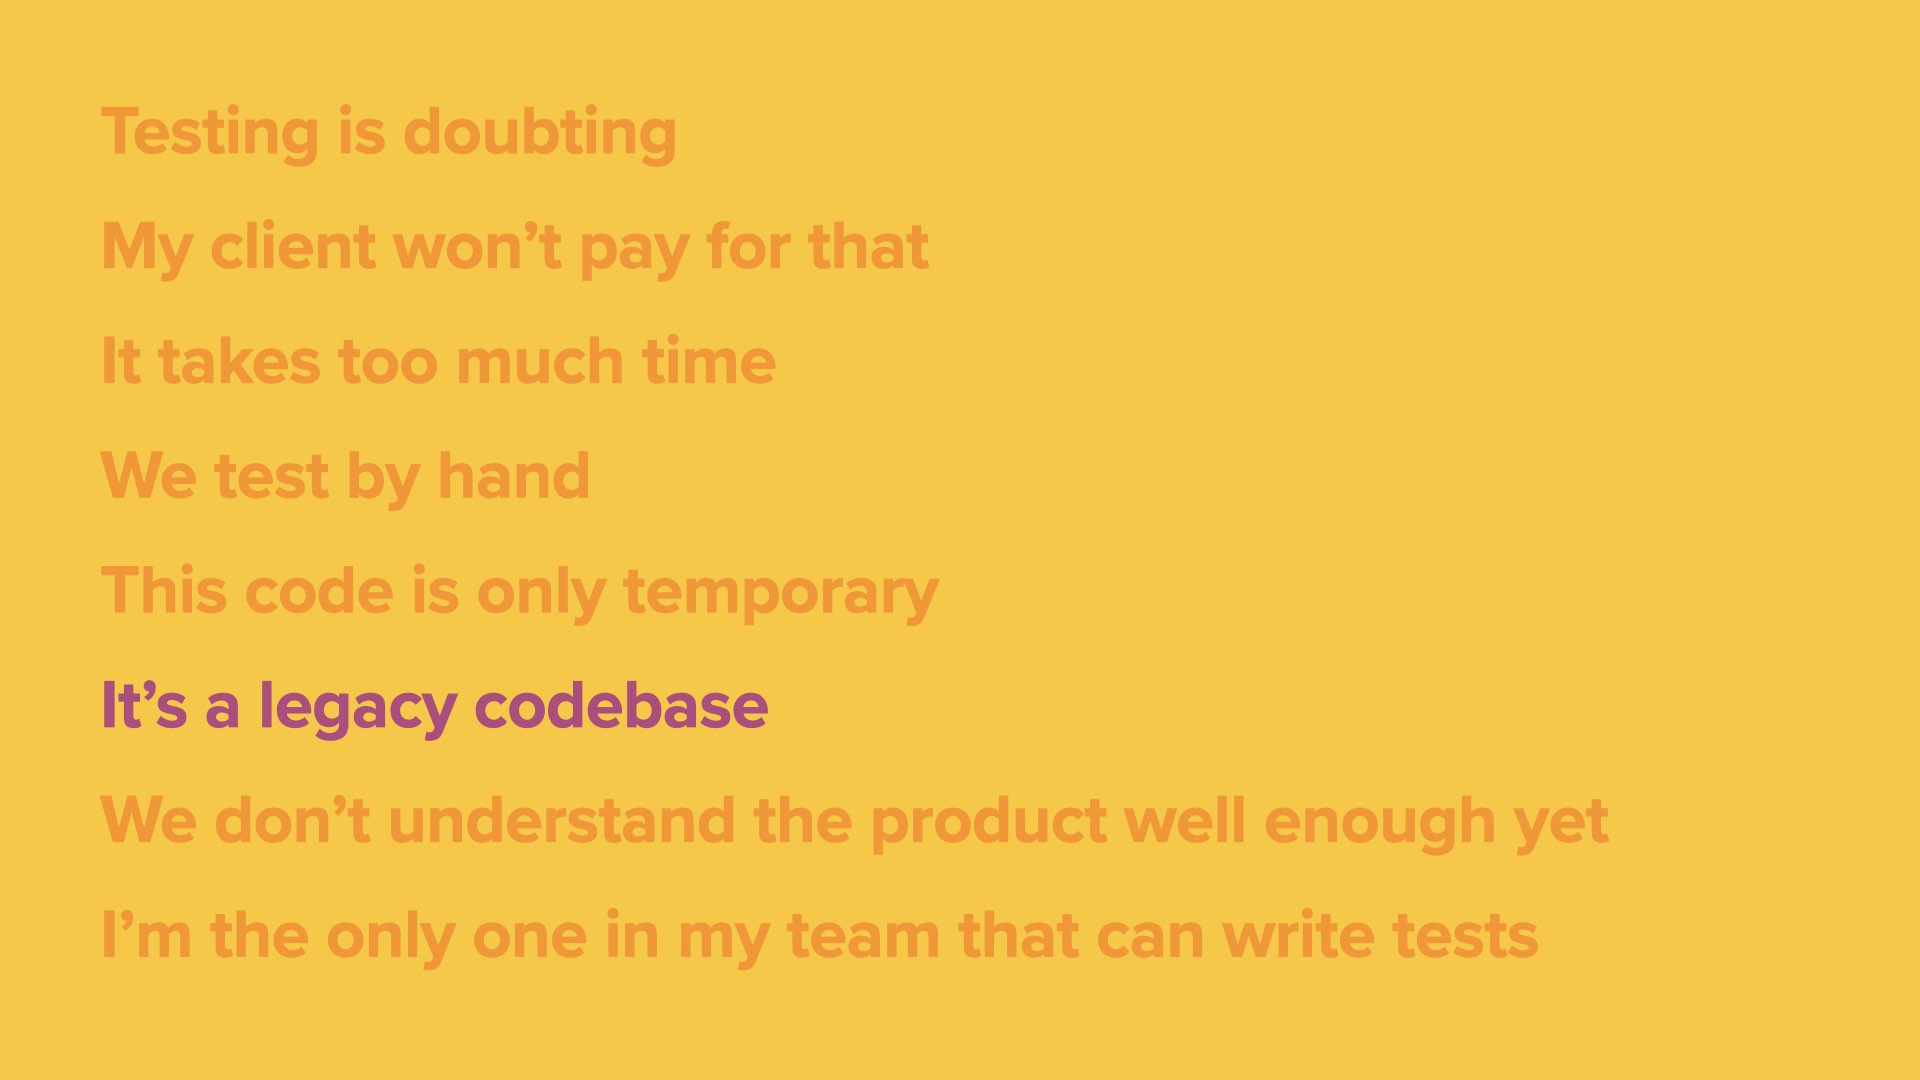 Testing is doubting
My client won’t pay for that
It takes too much time
We test by hand
This code is only temporary
It’s a legacy codebase
We don’t understand the product well enough yet
I’m the only one in my team that can write tests